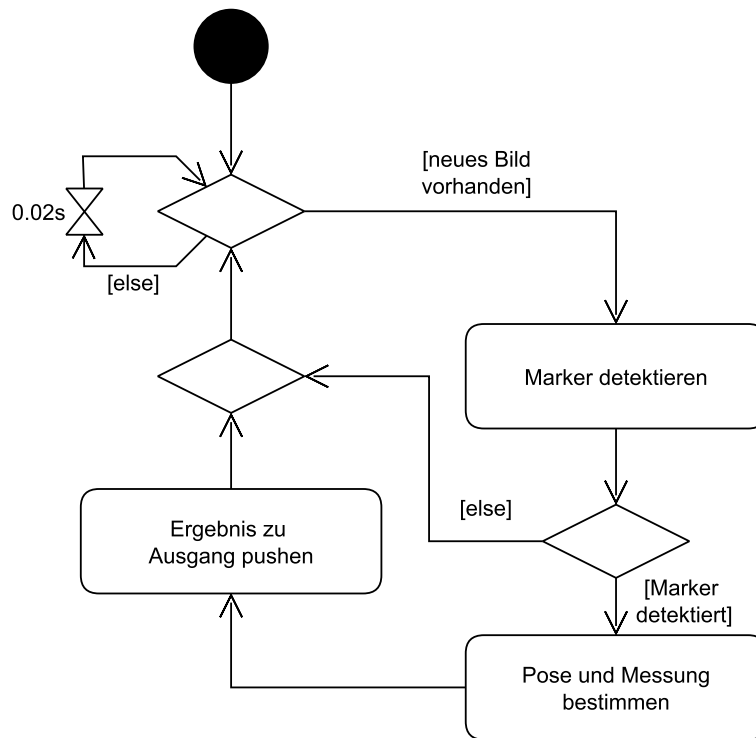 [neues Bild
vorhanden]
0.02s
[else]
Marker detektieren
[else]
Ergebnis zu
Ausgang pushen
[Marker
detektiert]
Pose und Messung
bestimmen